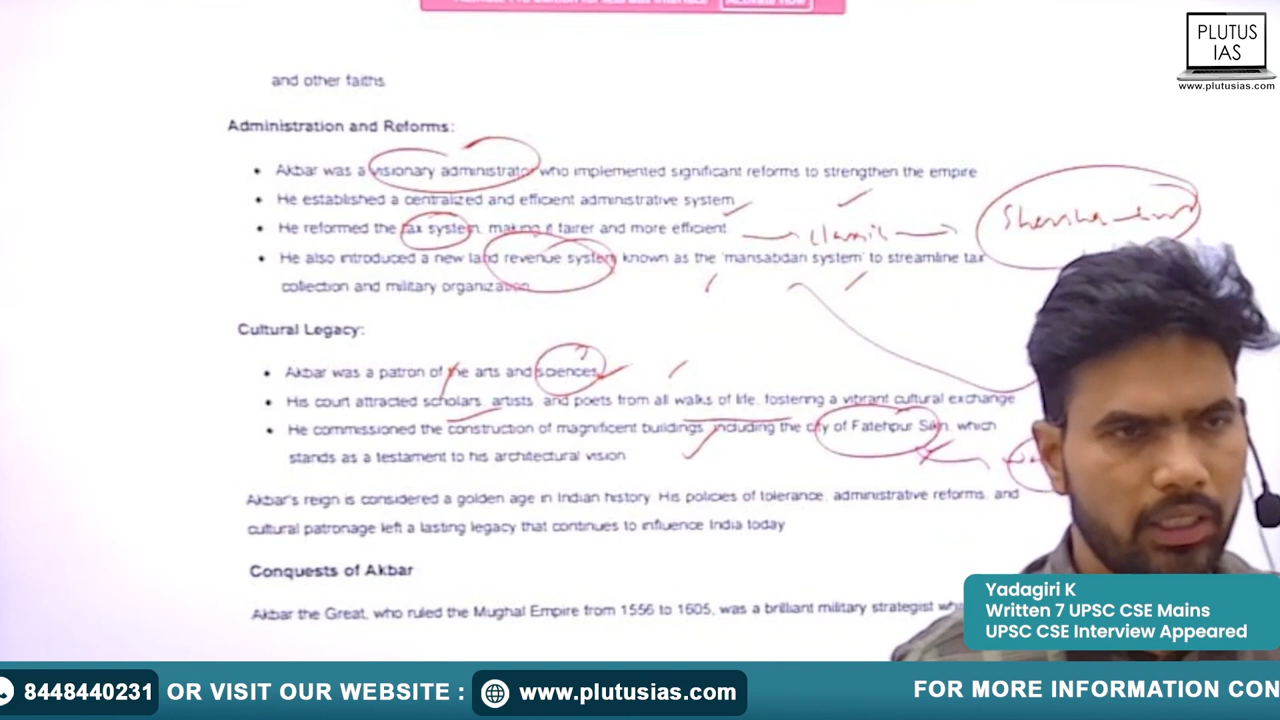 PLUTUS
IAS
www.plutusias.com
and other faiths.
Administration and Reforms:
• Akbar was a visionary administrator who implemented significant reforms to strengthen the empire
• He established a centralized and efficient administrative system
• He reformed the tax system, making it fairer and more efficient
• He also introduced a new land revenue system known as the 'mansabdari system' to streamline tax
collection and military organization
Cultural Legacy:
• Akbar was a patron of the arts and sciences
• His court attracted scholars, artists, and poets from all walks of life, fostering a vibrant cultural exchange
• He commissioned the construction of magnificent buildings, including the city of Fatehpur Sikri, which
stands as a testament to his architectural vision
Akbar's reign is considered a golden age in Indian history. His policies of tolerance, administrative reforms, and
cultural patronage left a lasting legacy that continues to influence India today
Conquests of Akbar
Akbar the Great, who ruled the Mughal Empire from 1556 to 1605, was a brilliant military strategist
Yadagiri K
Written 7 UPSC CSE Mains
UPSC CSE Interview Appeared
8448440231 OR VISIT OUR WEBSITE : www.plutusias.com FOR MORE INFORMATION CON